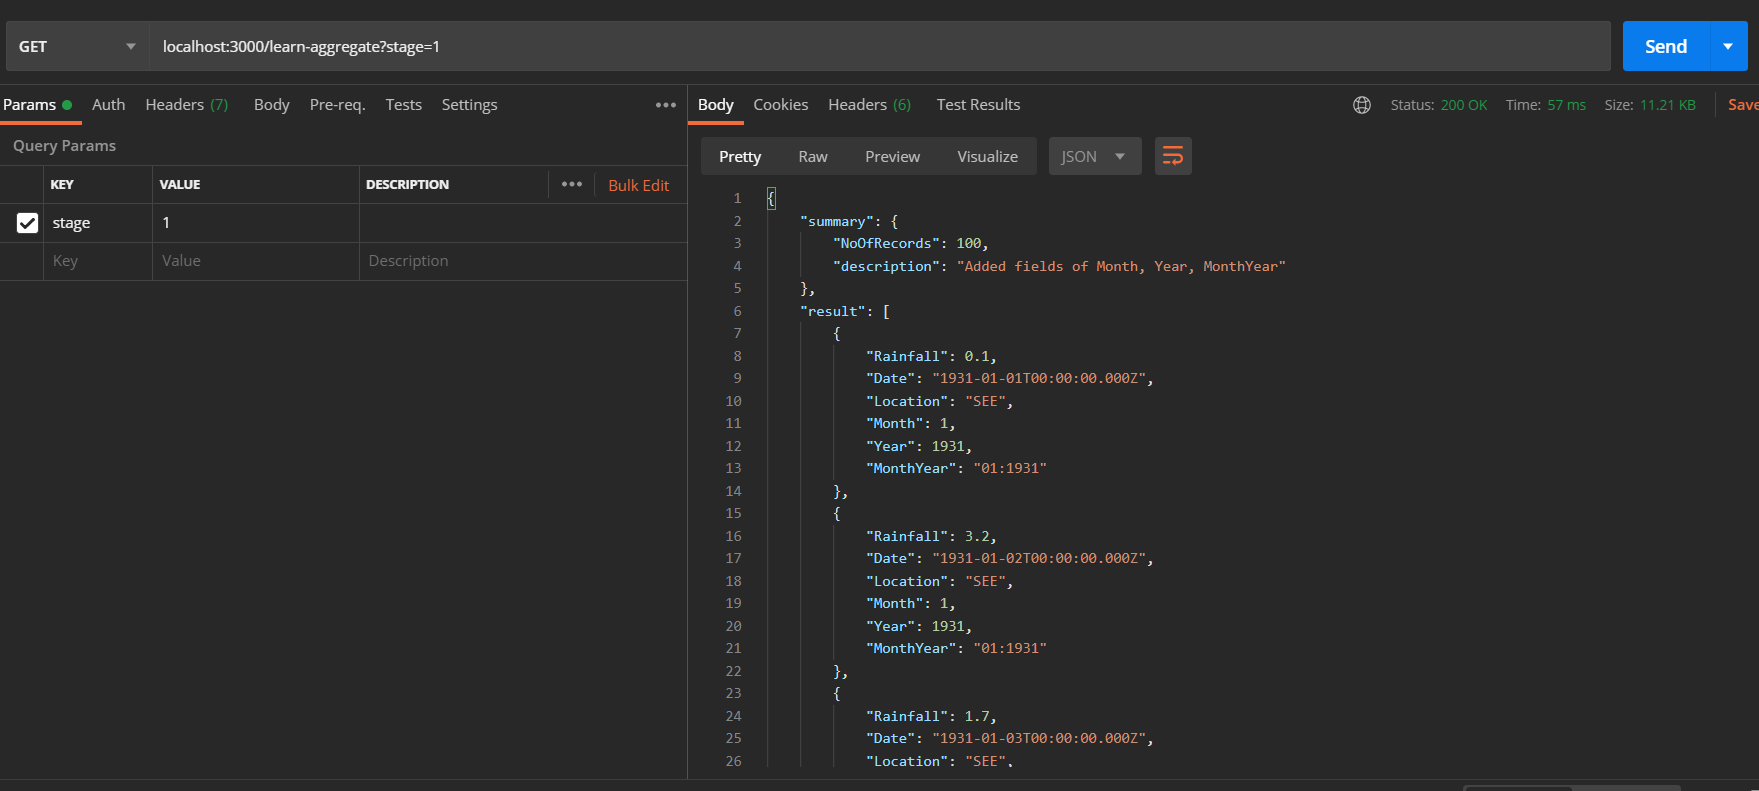 GET localhost:3000/learn-aggregate?stage=1 Send
Params Auth Headers (7) Body Pre-req. Tests Settings
Query Params
KEY VALUE DESCRIPTION Bulk Edit
stage 1
Key Value Description
Body Cookies Headers (6) Test Results Status: 200 OK Time: 57 ms Size: 11.21 KB Save
Pretty Raw Preview Visualize JSON
1 {
2 "summary": {
3 "NoOfRecords": 100,
4 "description": "Added fields of Month, Year, MonthYear"
5 },
6 "result": [
7 {
8 "Rainfall": 0.1,
9 "Date": "1931-01-01T00:00:00.000Z",
10 "Location": "SEE",
11 "Month": 1,
12 "Year": 1931,
13 "MonthYear": "01:1931"
14 },
15 {
16 "Rainfall": 3.2,
17 "Date": "1931-01-02T00:00:00.000Z",
18 "Location": "SEE",
19 "Month": 1,
20 "Year": 1931,
21 "MonthYear": "01:1931"
22 },
23 {
24 "Rainfall": 1.7,
25 "Date": "1931-01-03T00:00:00.000Z",
26 "Location": "SEE",